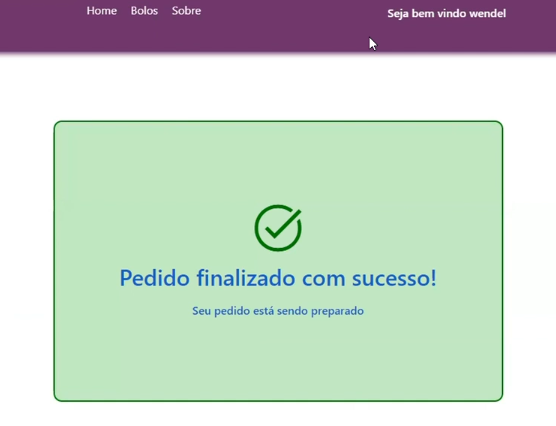 Home Bolos Sobre Seja bem vindo wendel
Pedido finalizado com sucesso!
Seu pedido está sendo preparado